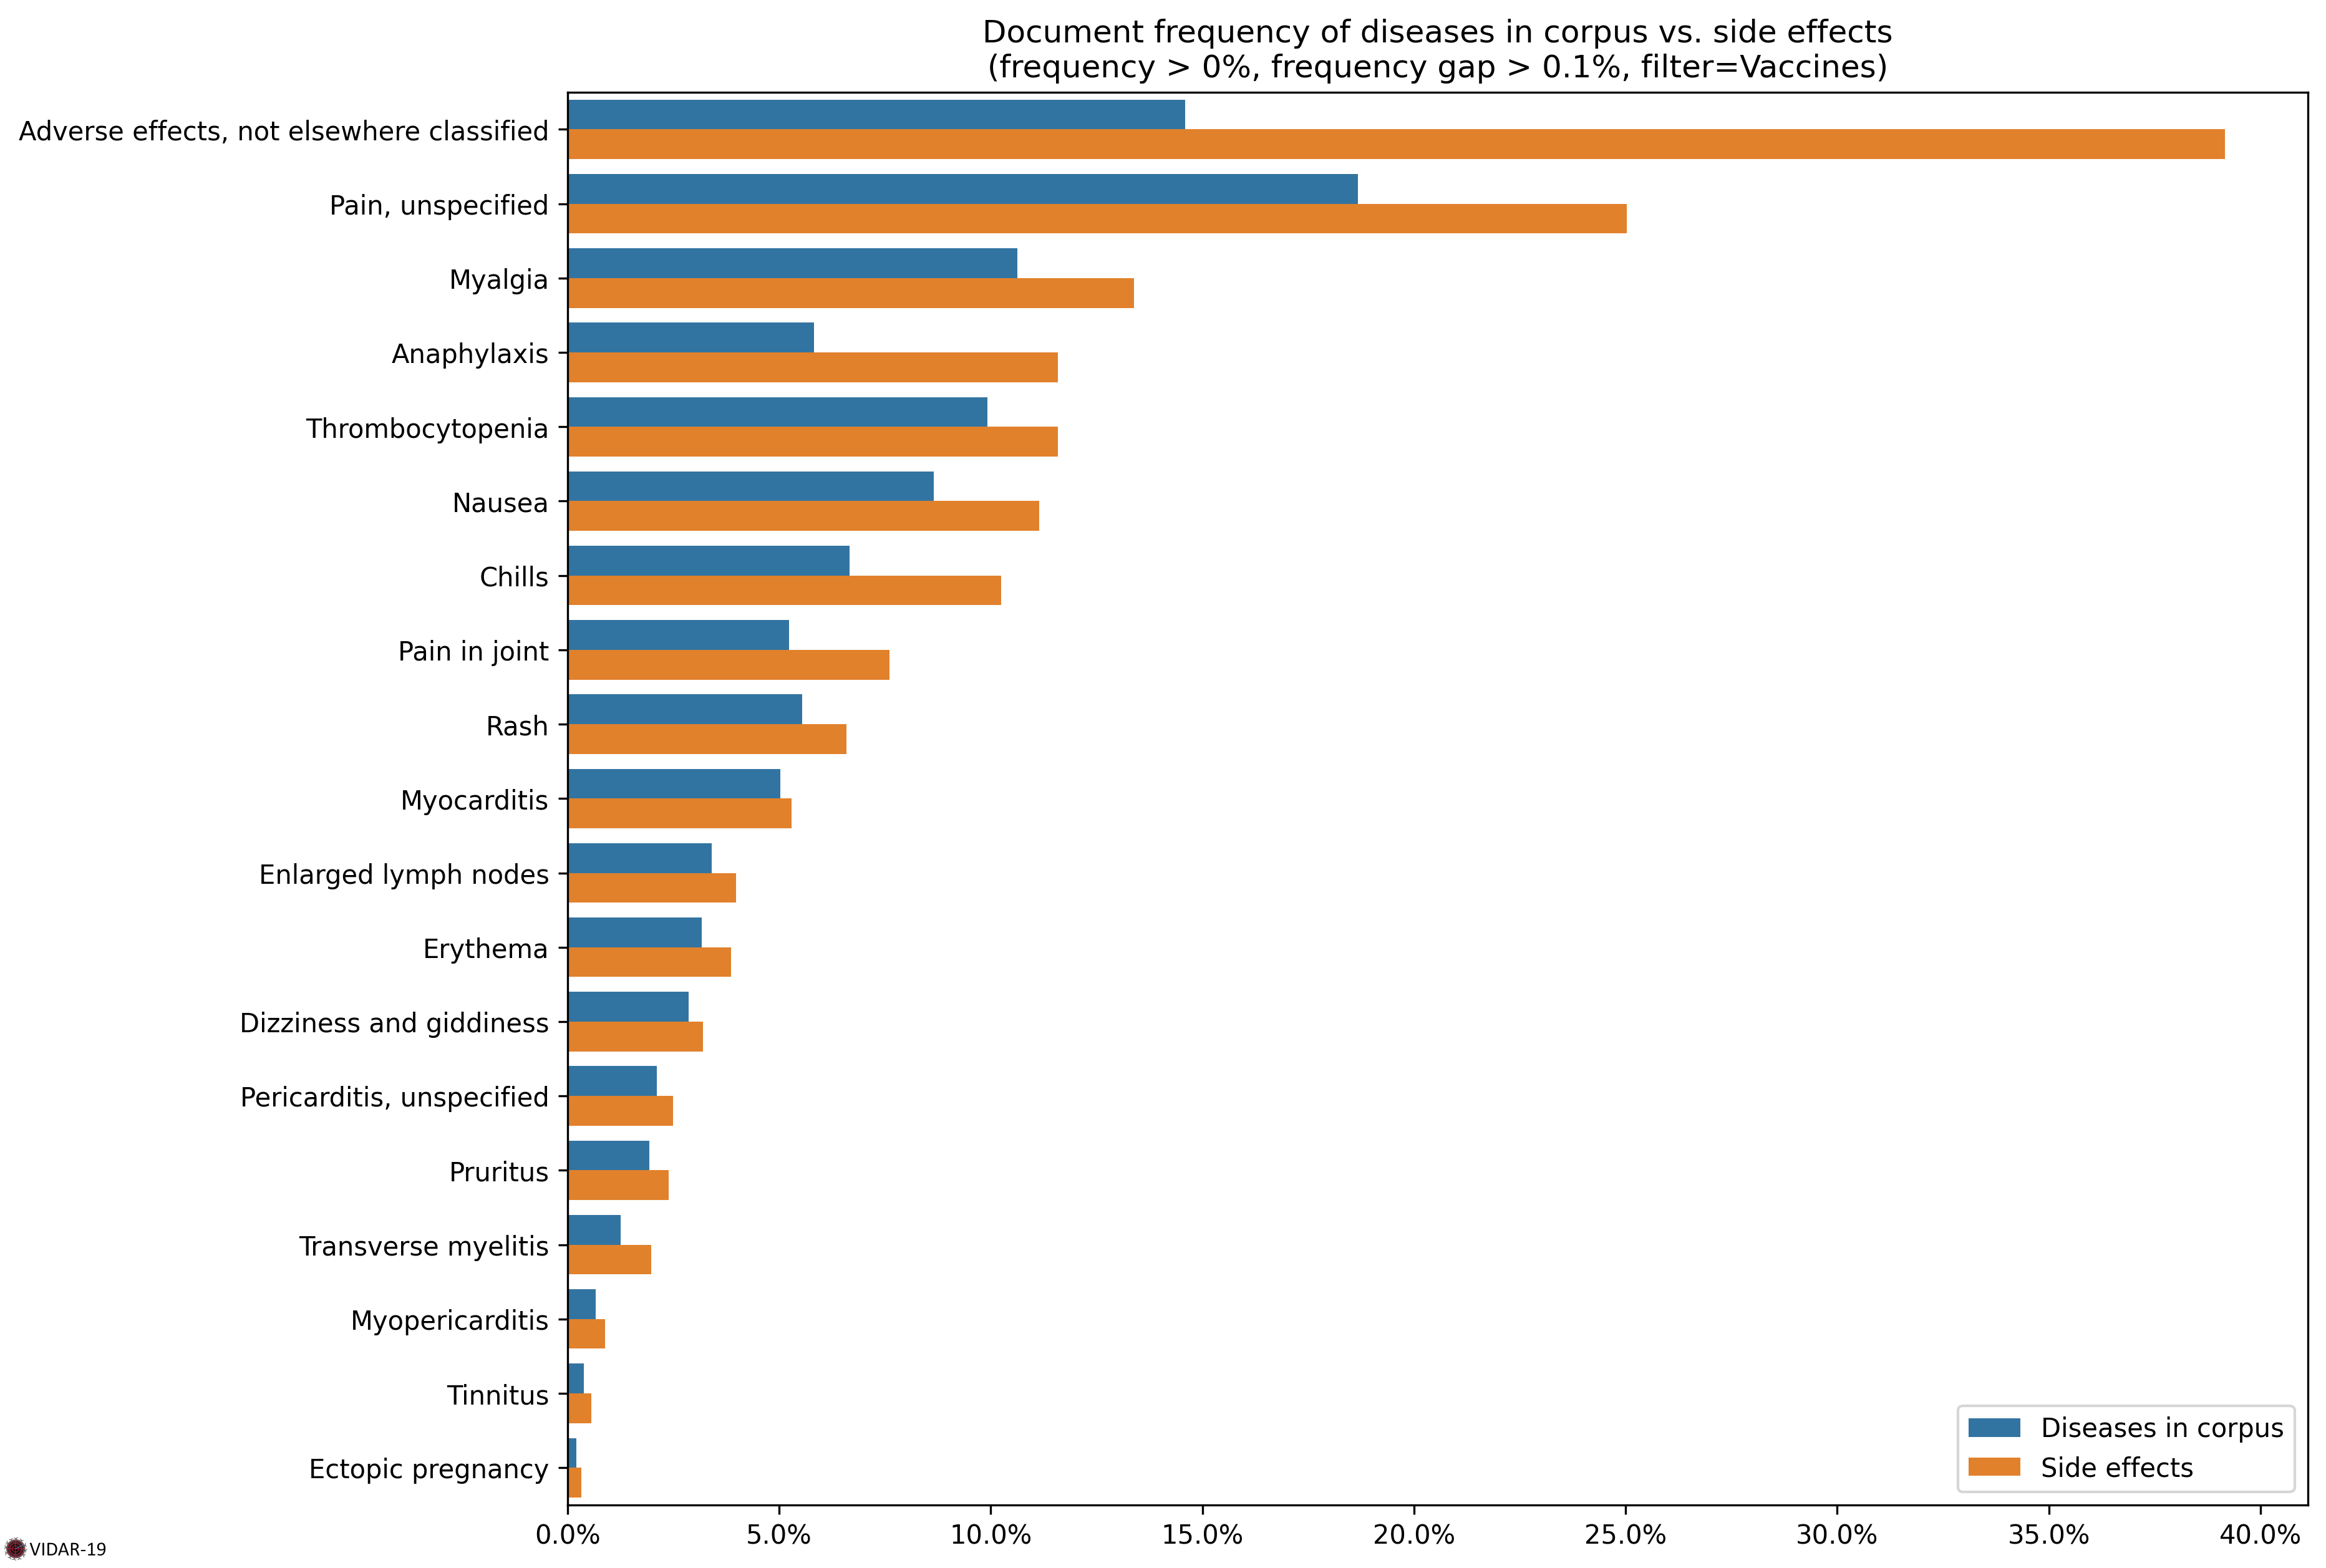 Document frequency of diseases in corpus vs. side effects
(frequency > 0%, frequency gap > 0.1%, filter=Vaccines)
Adverse effects, not elsewhere classified
Pain, unspecified
Myalgia
Anaphylaxis
Thrombocytopenia
Nausea
Chills
Pain in joint
Rash
Myocarditis
Enlarged lymph nodes
Erythema
Dizziness and giddiness
Pericarditis, unspecified
Pruritus
Transverse myelitis
Myopericarditis
Tinnitus
Ectopic pregnancy
Diseases in corpus
Side effects
0.0% 5.0% 10.0% 15.0% 20.0% 25.0% 30.0% 35.0% 40.0%
VIDAR-19